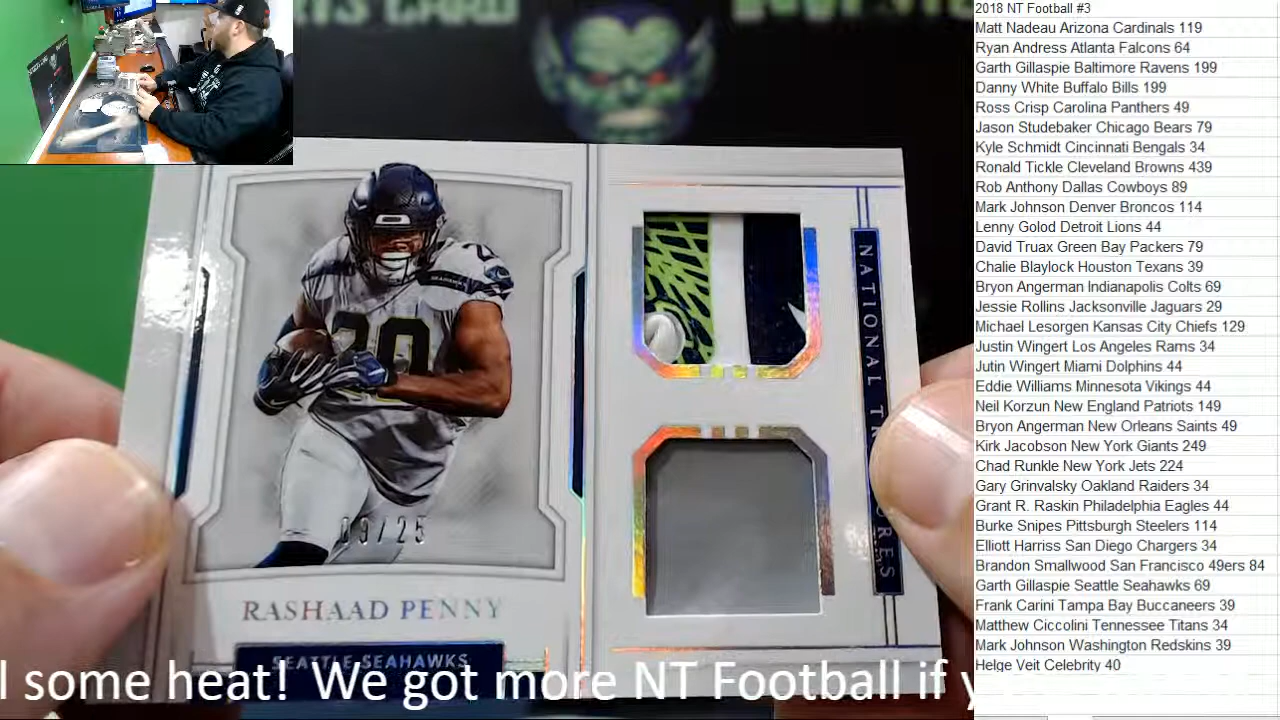 2018 NT Football #3
Matt Nadeau Arizona Cardinals 119
Ryan Andress Atlanta Falcons 64
Garth Gillaspie Baltimore Ravens 199
Danny White Buffalo Bills 199
Ross Crisp Carolina Panthers 49
Jason Studebaker Chicago Bears 79
Kyle Schmidt Cincinnati Bengals 34
Ronald Tickle Cleveland Browns 439
Rob Anthony Dallas Cowboys 89
Mark Johnson Denver Broncos 114
Lenny Golod Detroit Lions 44
David Truax Green Bay Packers 79
Chalie Blaylock Houston Texans 39
Bryon Angerman Indianapolis Colts 69
Jessie Rollins Jacksonville Jaguars 29
Michael Lesorgen Kansas City Chiefs 129
Justin Wingert Los Angeles Rams 34
Jutin Wingert Miami Dolphins 44
Eddie Williams Minnesota Vikings 44
Neil Korzun New England Patriots 149
Bryon Angerman New Orleans Saints 49
Kirk Jacobson New York Giants 249
Chad Runkle New York Jets 224
Gary Grinvalsky Oakland Raiders 34
Grant R. Raskin Philadelphia Eagles 44
Burke Snipes Pittsburgh Steelers 114
Elliott Harriss San Diego Chargers 34
Brandon Smallwood San Francisco 49ers 84
Garth Gillaspie Seattle Seahawks 69
Frank Carini Tampa Bay Buccaneers 39
Matthew Ciccolini Tennessee Titans 34
Mark Johnson Washington Redskins 39
Helge Veit Celebrity 40
20
09/25
RASHAAD PENNY
SEATTLE SEAHAWKS
NATIONAL TR URES
l some heat! We got more NT Football if y